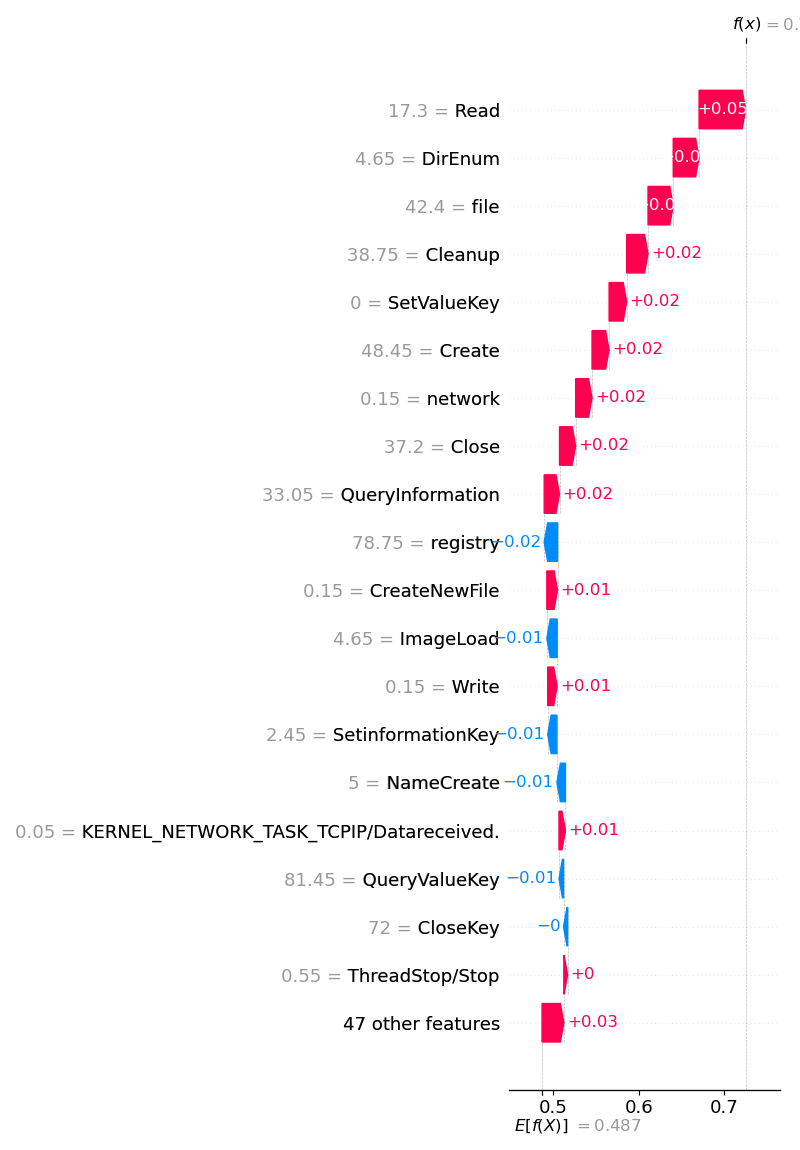 f(x) = 0.
17.3 = Read
+0.05
4.65 = DirEnum
0.0
42.4 = file
0.0
38.75 = Cleanup
+0.02
0 = SetValueKey
+0.02
48.45 = Create
+0.02
0.15 = network
+0.02
37.2 = Close
+0.02
33.05 = QueryInformation
+0.02
78.75 = registry
−0.02
0.15 = CreateNewFile
+0.01
4.65 = ImageLoad
−0.01
0.15 = Write
+0.01
2.45 = SetinformationKey
−0.01
5 = NameCreate
−0.01
0.05 = KERNEL_NETWORK_TASK_TCPIP/Datareceived.
+0.01
81.45 = QueryValueKey
−0.01
72 = CloseKey
−0
0.55 = ThreadStop/Stop
+0
47 other features
+0.03
0.5 0.6 0.7
E[f(X)] = 0.487